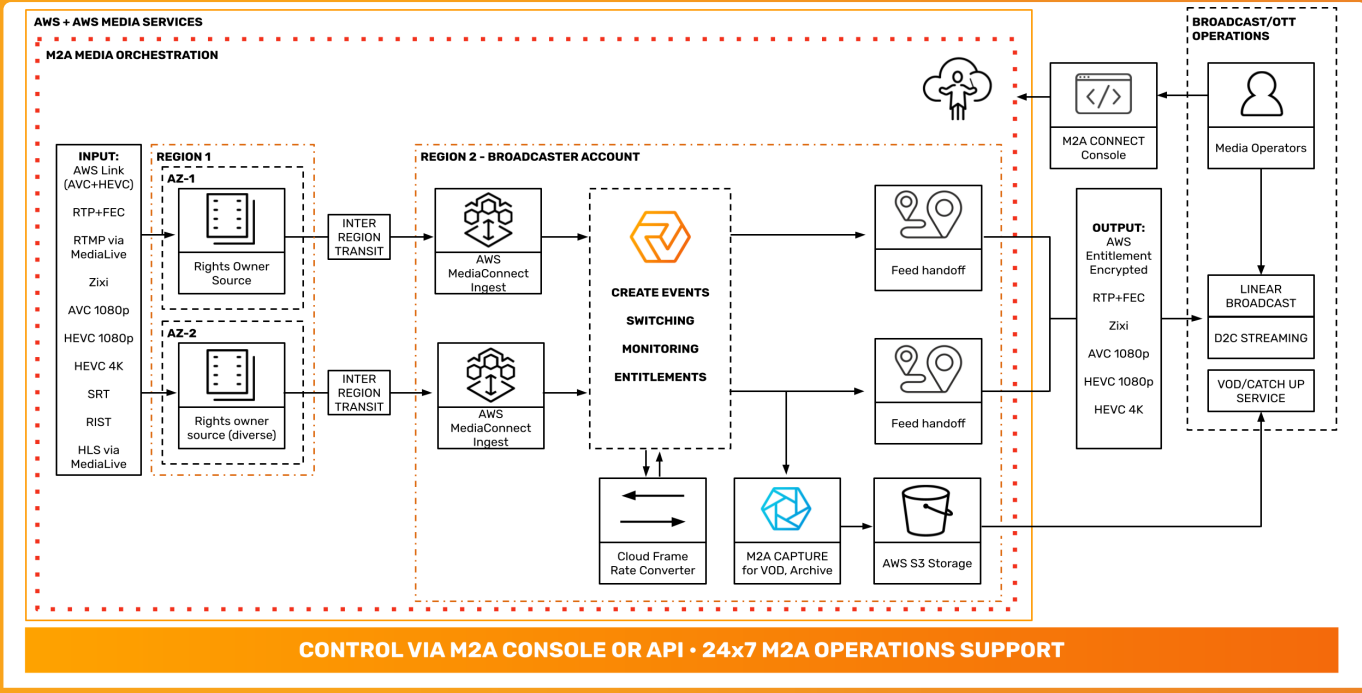 AWS + AWS MEDIA SERVICES
M2A MEDIA ORCHESTRATION
BROADCAST/OTT
OPERATIONS
</>
M2A CONNECT
Console
Media Operators
INPUT:
AWS Link
(AVC+HEVC)
RTP+FEC
RTMP via
MediaLive
Zixi
AVC 1080p
HEVC 1080p
HEVC 4K
SRT
RIST
HLS via
MediaLive
REGION 1
AZ-1
Rights Owner
Source
AZ-2
Rights owner
source (diverse)
INTER
REGION
TRANSIT
INTER
REGION
TRANSIT
REGION 2 - BROADCASTER ACCOUNT
AWS
MediaConnect
Ingest
AWS
MediaConnect
Ingest
CREATE EVENTS
SWITCHING
MONITORING
ENTITLEMENTS
Feed handoff
Feed handoff
Cloud Frame
Rate Converter
M2A CAPTURE
for VOD, Archive
AWS S3 Storage
OUTPUT:
AWS
Entitlement
Encrypted
RTP+FEC
Zixi
AVC 1080p
HEVC 1080p
HEVC 4K
LINEAR
BROADCAST
D2C STREAMING
VOD/CATCH UP
SERVICE
CONTROL VIA M2A CONSOLE OR API • 24x7 M2A OPERATIONS SUPPORT